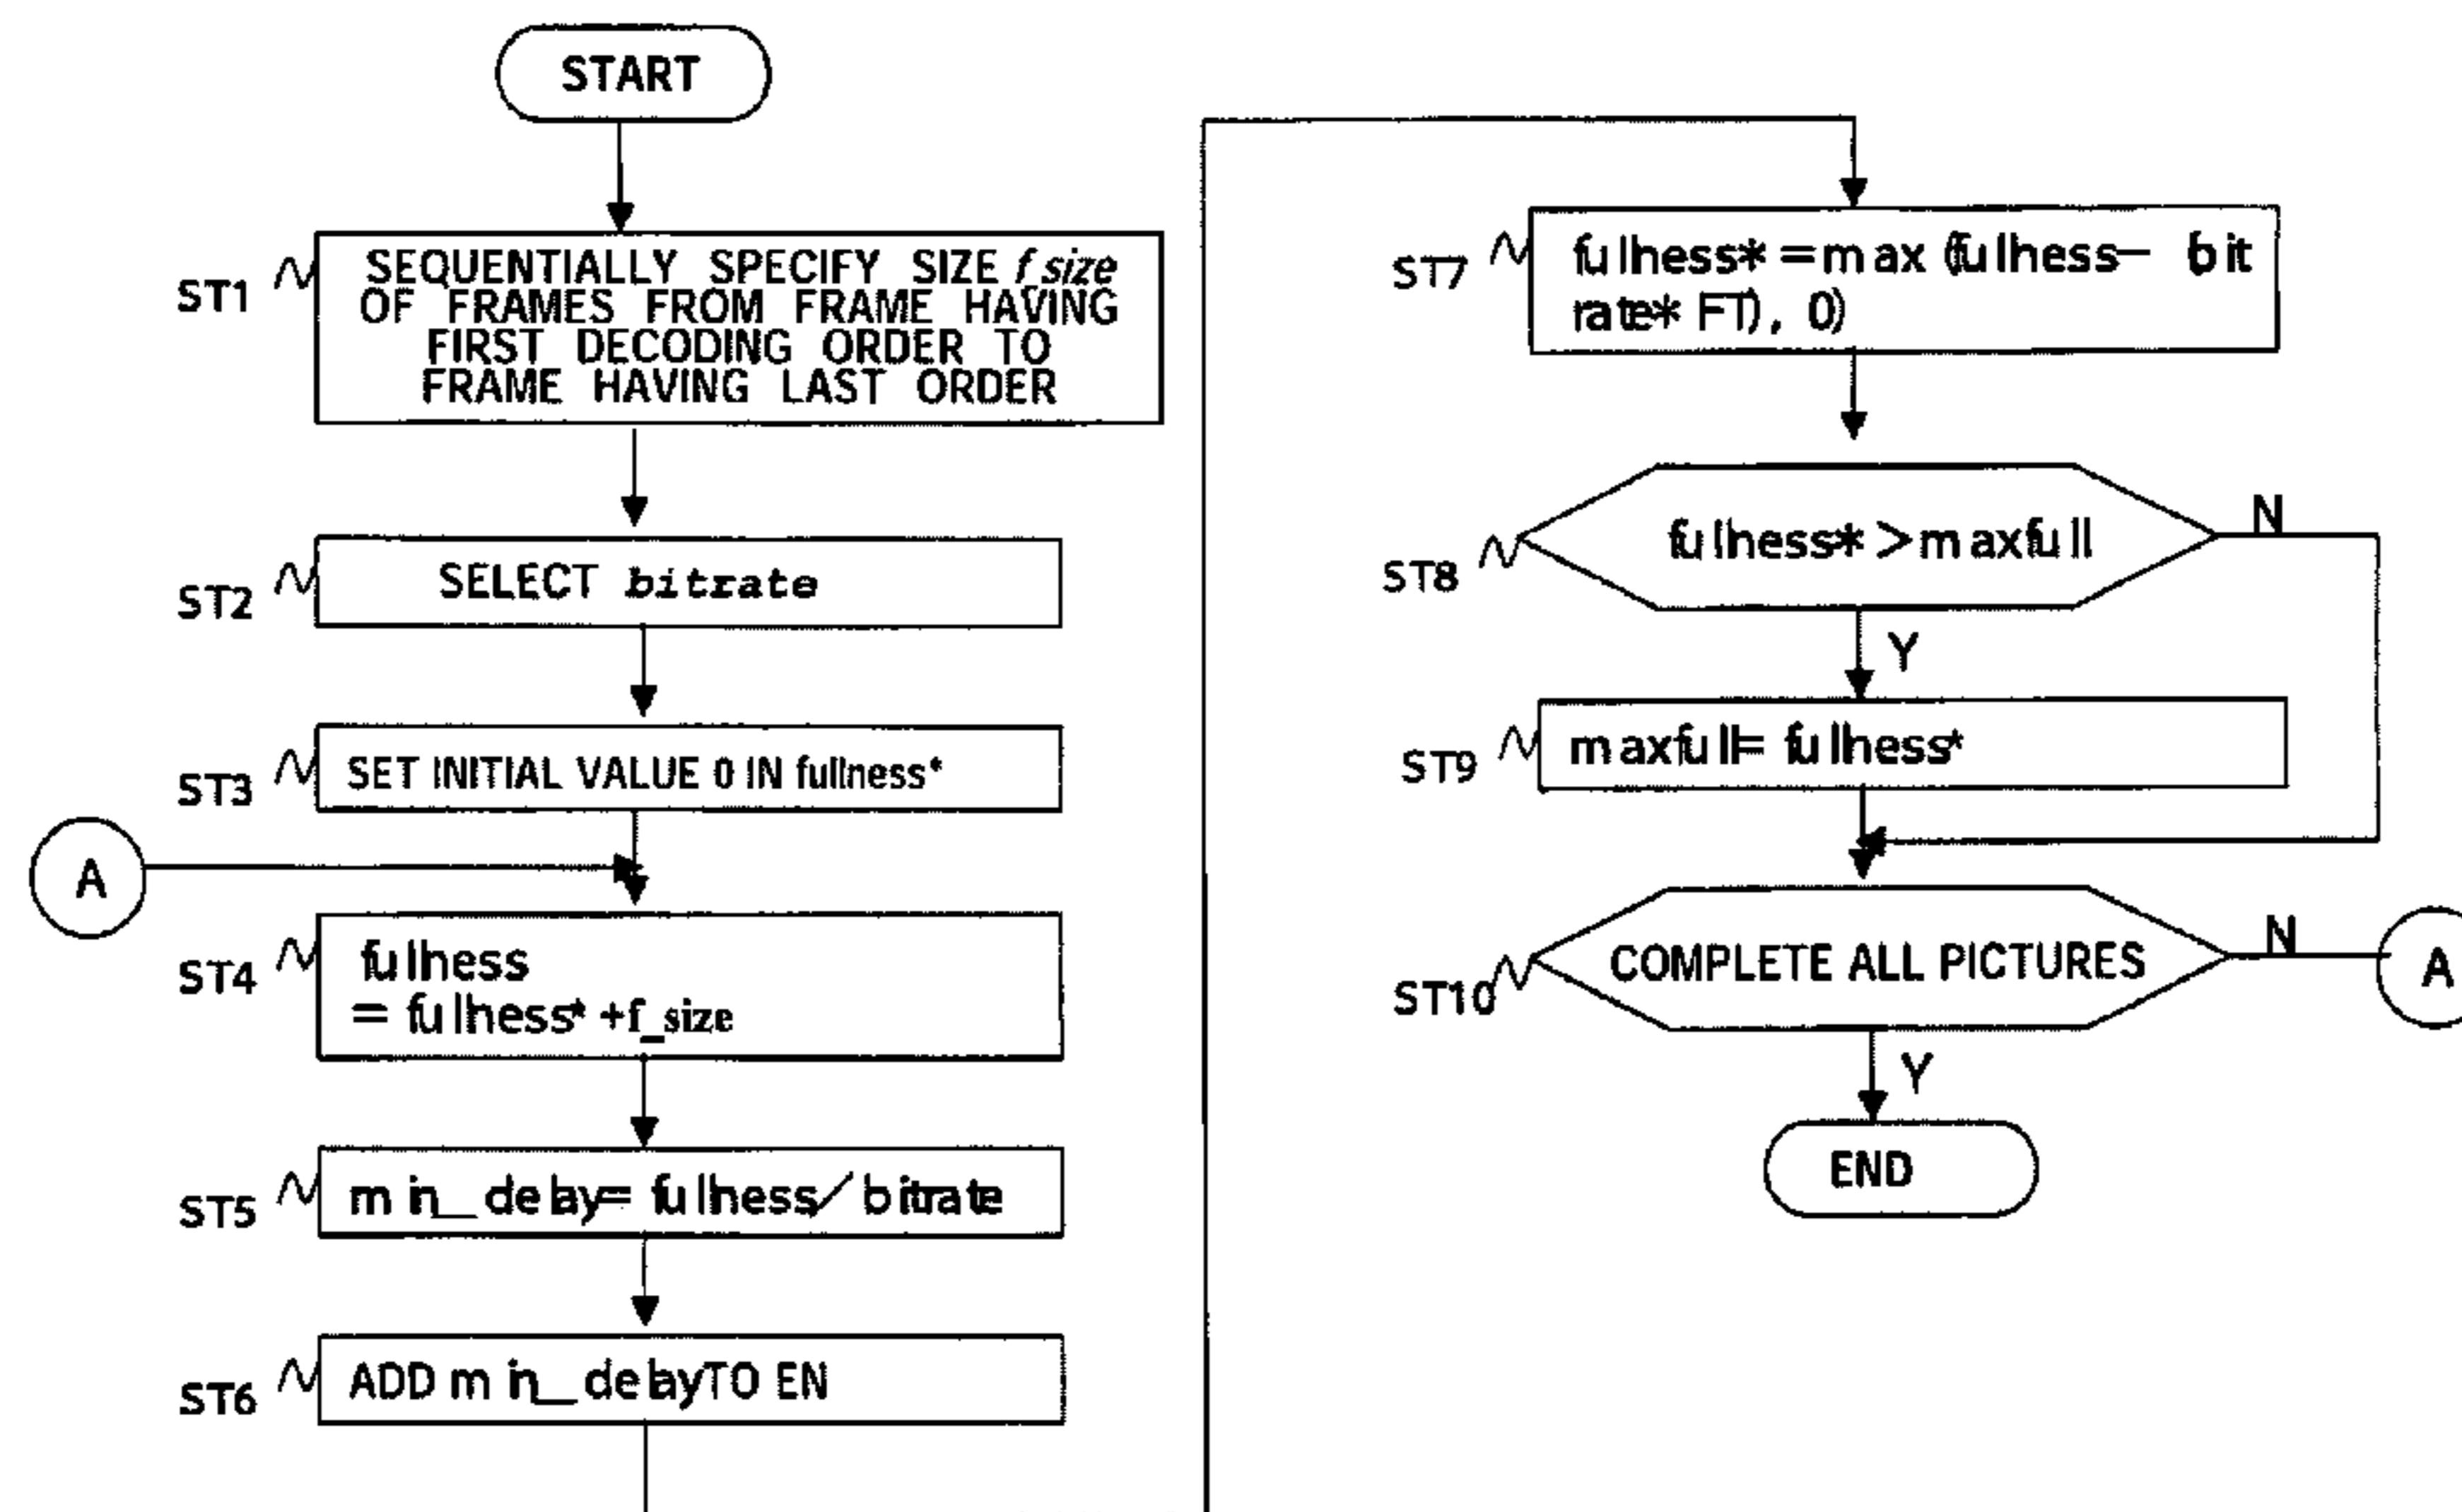 START
ST1
SEQUENTIALLY SPECIFY SIZE f_size
OF FRAMES FROM FRAME HAVING
FIRST DECODING ORDER TO
FRAME HAVING LAST ORDER
ST2
SELECT bitrate
ST3
SET INITIAL VALUE 0 IN fullness*
A
ST4
fullness
= fullness* +f_size
ST5
min_delay= fullness/bitrate
ST6
ADD min_delay TO EN
ST7
fullness* =max (fullness- (bit
rate* FT), 0)
ST8
fullness* >maxfull
N
Y
ST9
maxfull= fullness*
ST10
COMPLETE ALL PICTURES
N
A
Y
END